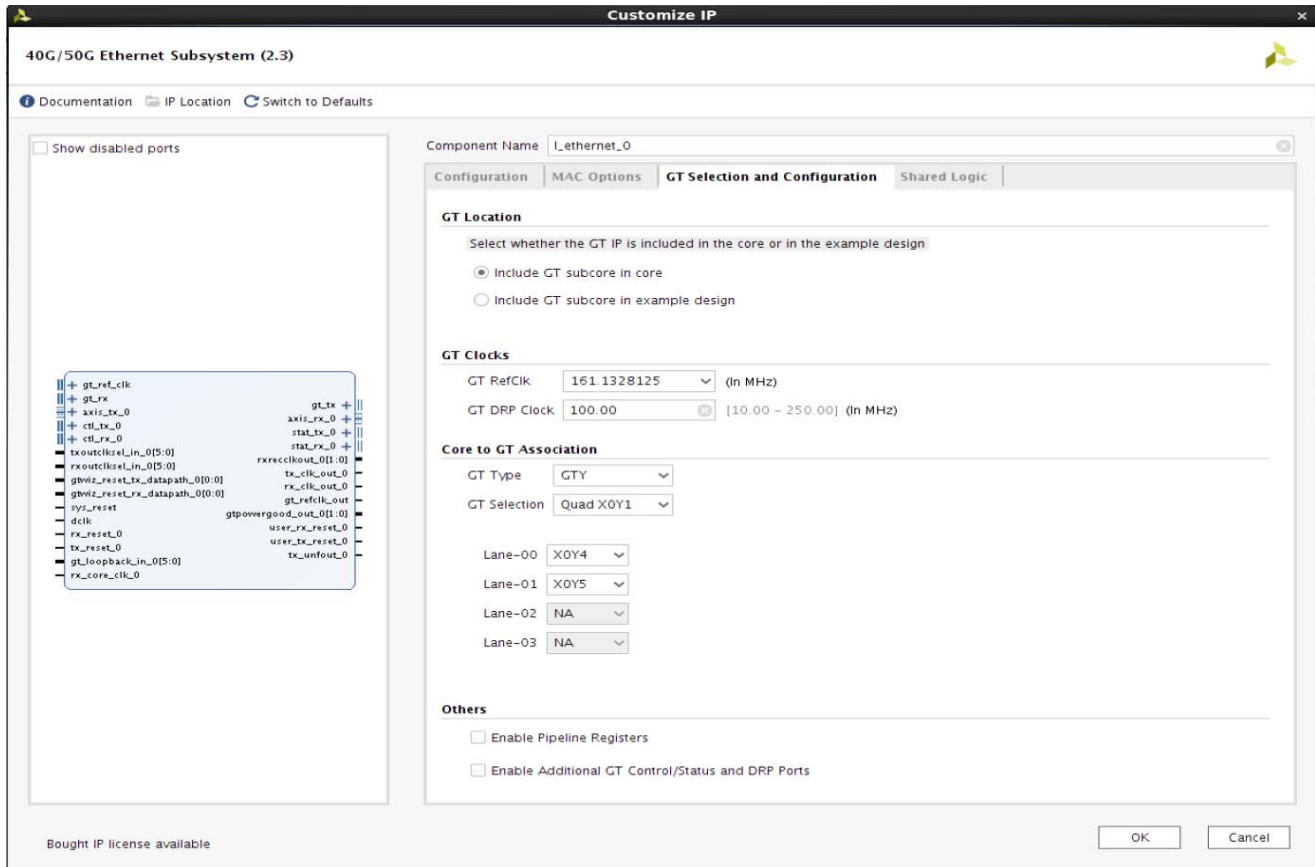 Customize IP
40G/50G Ethernet Subsystem (2.3)
Documentation IP Location Switch to Defaults
Show disabled ports
gt_ref_clk
gt_rx
axis_tx_0
ctl_tx_0
ctl_rx_0
txoutclksel_in_0[5:0]
rxoutclksel_in_0[5:0]
gtwiz_reset_tx_datapath_0[0:0]
gtwiz_reset_rx_datapath_0[0:0]
sys_reset
dclk
rx_reset_0
tx_reset_0
gt_loopback_in_0[5:0]
rx_core_clk_0
gt_tx
axis_rx_0
stat_tx_0
stat_rx_0
rxrecclkout_0[1:0]
tx_clk_out_0
rx_clk_out_0
gt_refclk_out
gtpowergood_out_0[1:0]
user_rx_reset_0
user_tx_reset_0
tx_unfout_0
Component Name l_ethernet_0
Configuration MAC Options GT Selection and Configuration Shared Logic
GT Location
Select whether the GT IP is included in the core or in the example design
Include GT subcore in core
Include GT subcore in example design
GT Clocks
GT RefClk 161.1328125 (In MHz)
GT DRP Clock 100.00 [10.00 - 250.00] (In MHz)
Core to GT Association
GT Type GTY
GT Selection Quad X0Y1
Lane-00 X0Y4
Lane-01 X0Y5
Lane-02 NA
Lane-03 NA
Others
Enable Pipeline Registers
Enable Additional GT Control/Status and DRP Ports
Bought IP license available
OK Cancel